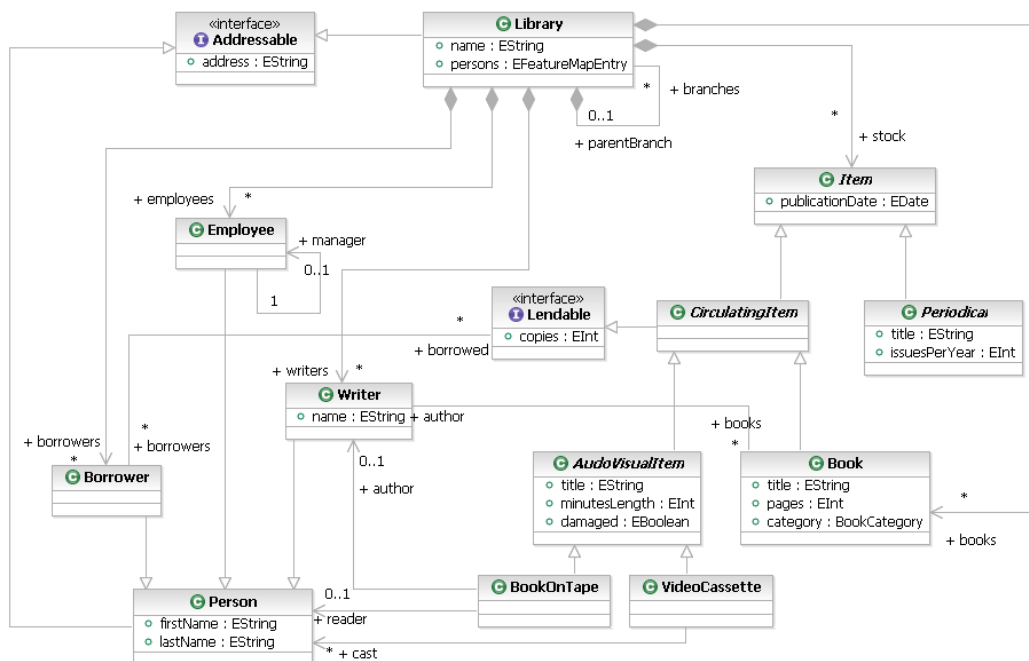 «interface»
Addressable
address : EString
Library
name : EString
persons : EFeatureMapEntry
*
+ branches
0..1
+ parentBranch
*
+ stock
Item
publicationDate : EDate
+ employees
*
Employee
+ manager
0..1
1
«interface»
Lendable
copies : EInt
*
+ borrowed
CirculatingItem
Periodical
title : EString
issuesPerYear : EInt
+ writers
*
Writer
name : EString
+ author
+ books
*
+ borrowers
*
*
+ borrowers
Borrower
0..1
+ author
AudoVisualItem
title : EString
minutesLength : EInt
damaged : EBoolean
Book
title : EString
pages : EInt
category : BookCategory
*
+ books
BookOnTape
VideoCassette
Person
firstName : EString
lastName : EString
0..1
+ reader
* + cast